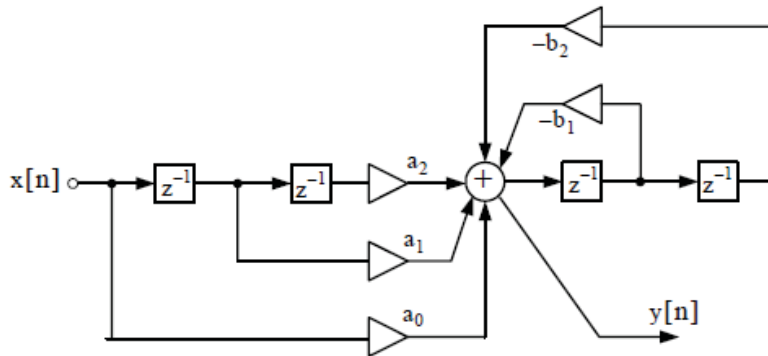 –b₂
–b₁
x[n]
z⁻¹
z⁻¹
a₂
+
z⁻¹
z⁻¹
a₁
a₀
y[n]